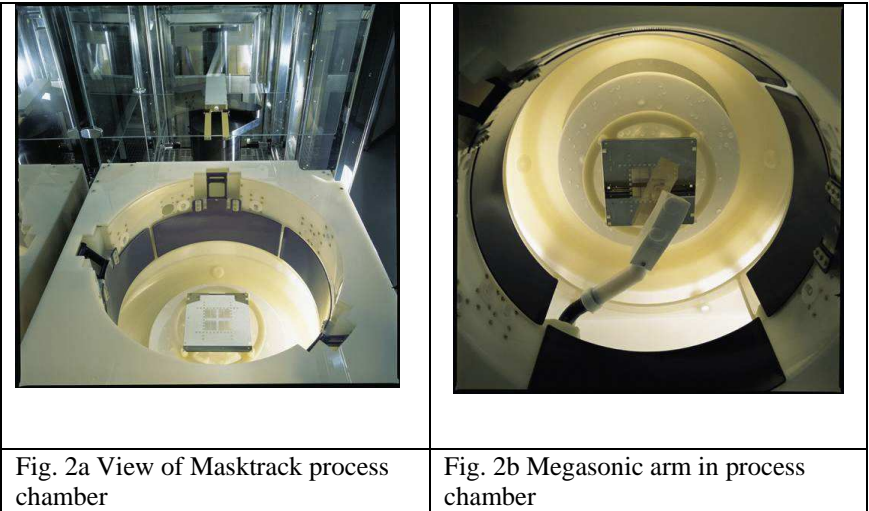 Fig. 2a View of Masktrack process
chamber
Fig. 2b Megasonic arm in process
chamber